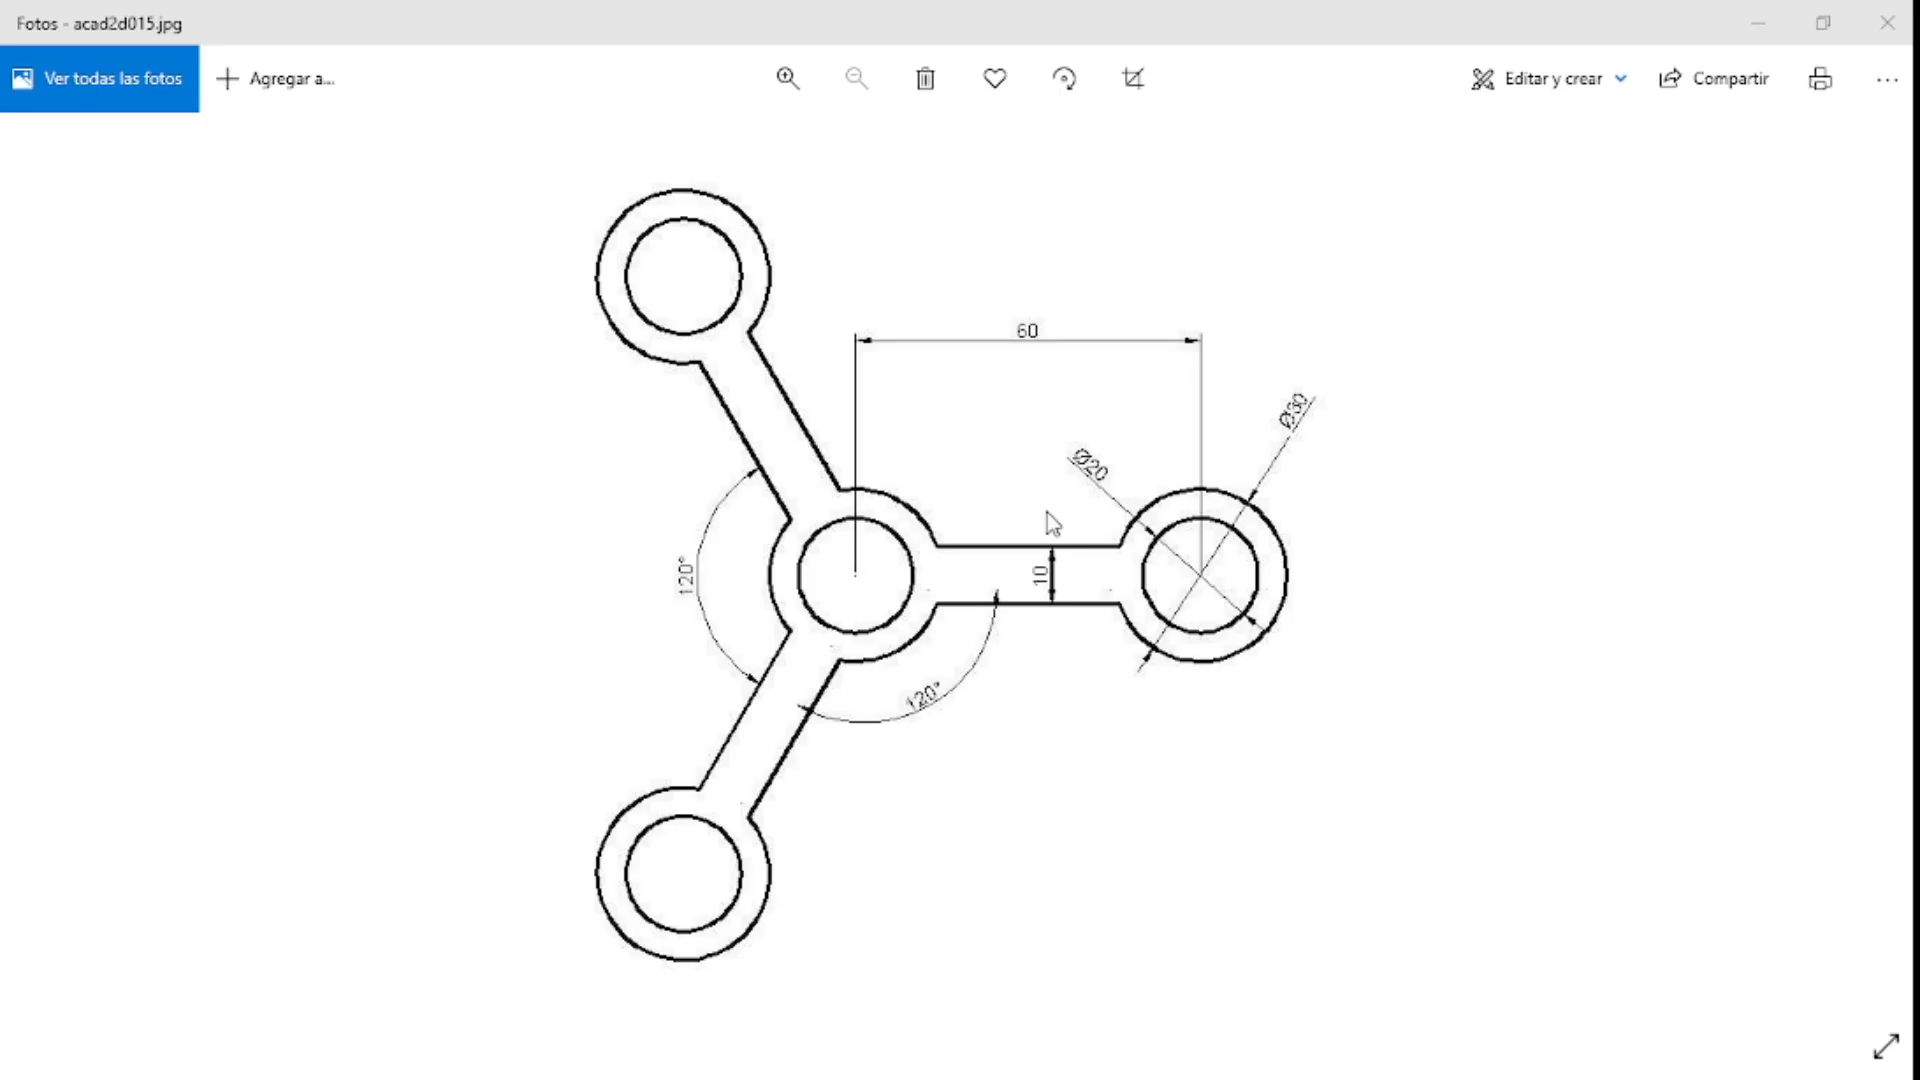 Fotos - acad2d015.jpg
Ver todas las fotos
Agregar a...
Editar y crear
Compartir
60
Ø30
Ø20
10
120°
120°